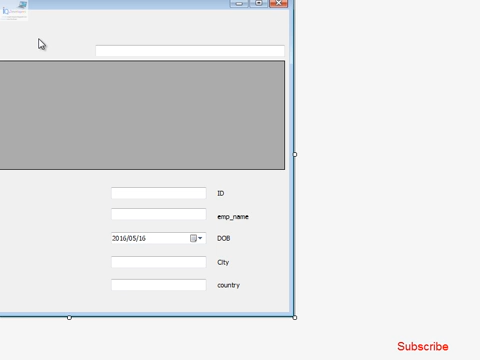 ID
emp_name
2016/05/16 DOB
City
country
Subscribe